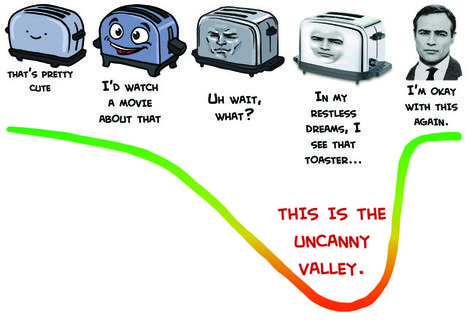 THAT'S PRETTY
CUTE
I'D WATCH
A MOVIE
ABOUT THAT
UH WAIT,
WHAT?
IN MY
RESTLESS
DREAMS, I
SEE THAT
TOASTER...
I'M OKAY
WITH THIS
AGAIN.
THIS IS THE
UNCANNY
VALLEY.